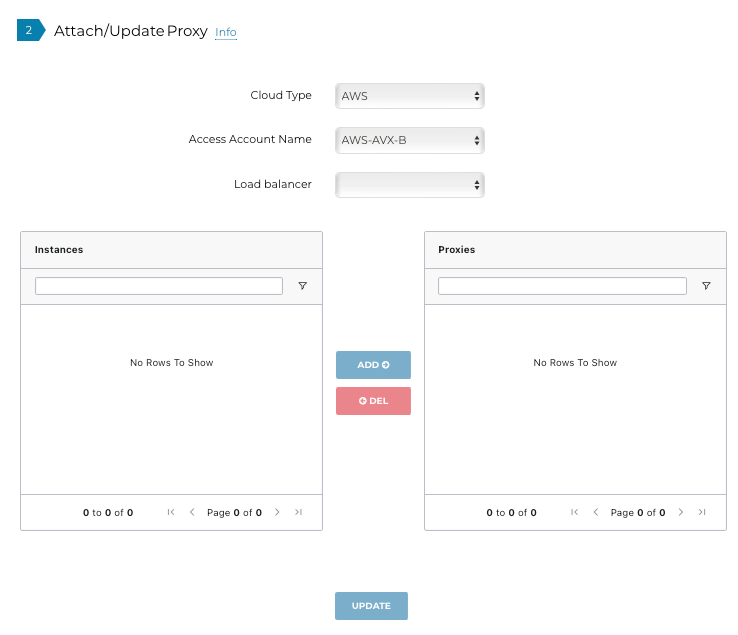 2 Attach/Update Proxy Info
Cloud Type AWS
Access Account Name AWS-AVX-B
Load balancer
Instances
No Rows To Show
0 to 0 of 0 Page 0 of 0
ADD
DEL
Proxies
No Rows To Show
0 to 0 of 0 Page 0 of 0
UPDATE